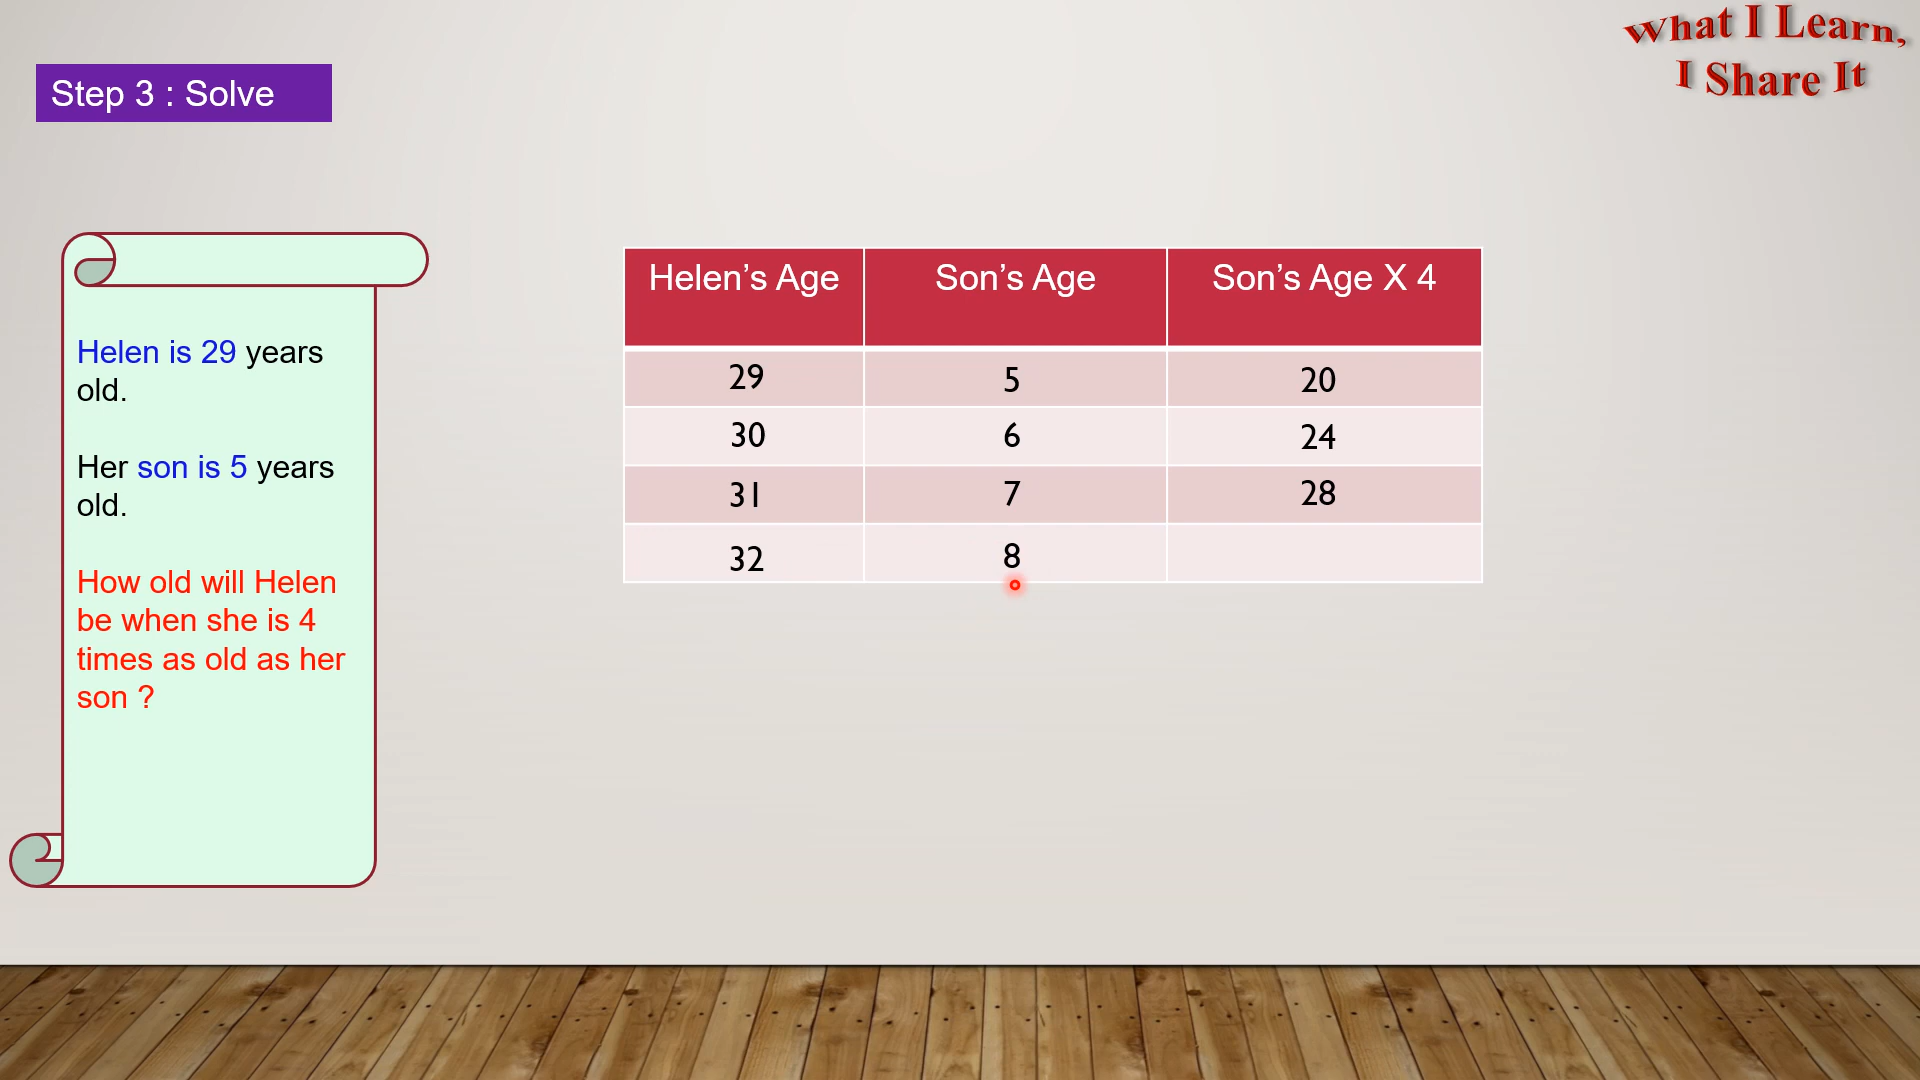 What I Learn,
I Share It
Step 3 : Solve
Helen is 29 years
old.
Her son is 5 years
old.
How old will Helen
be when she is 4
times as old as her
son ?
Helen’s Age Son’s Age Son’s Age X 4
29 5 20
30 6 24
31 7 28
32 8